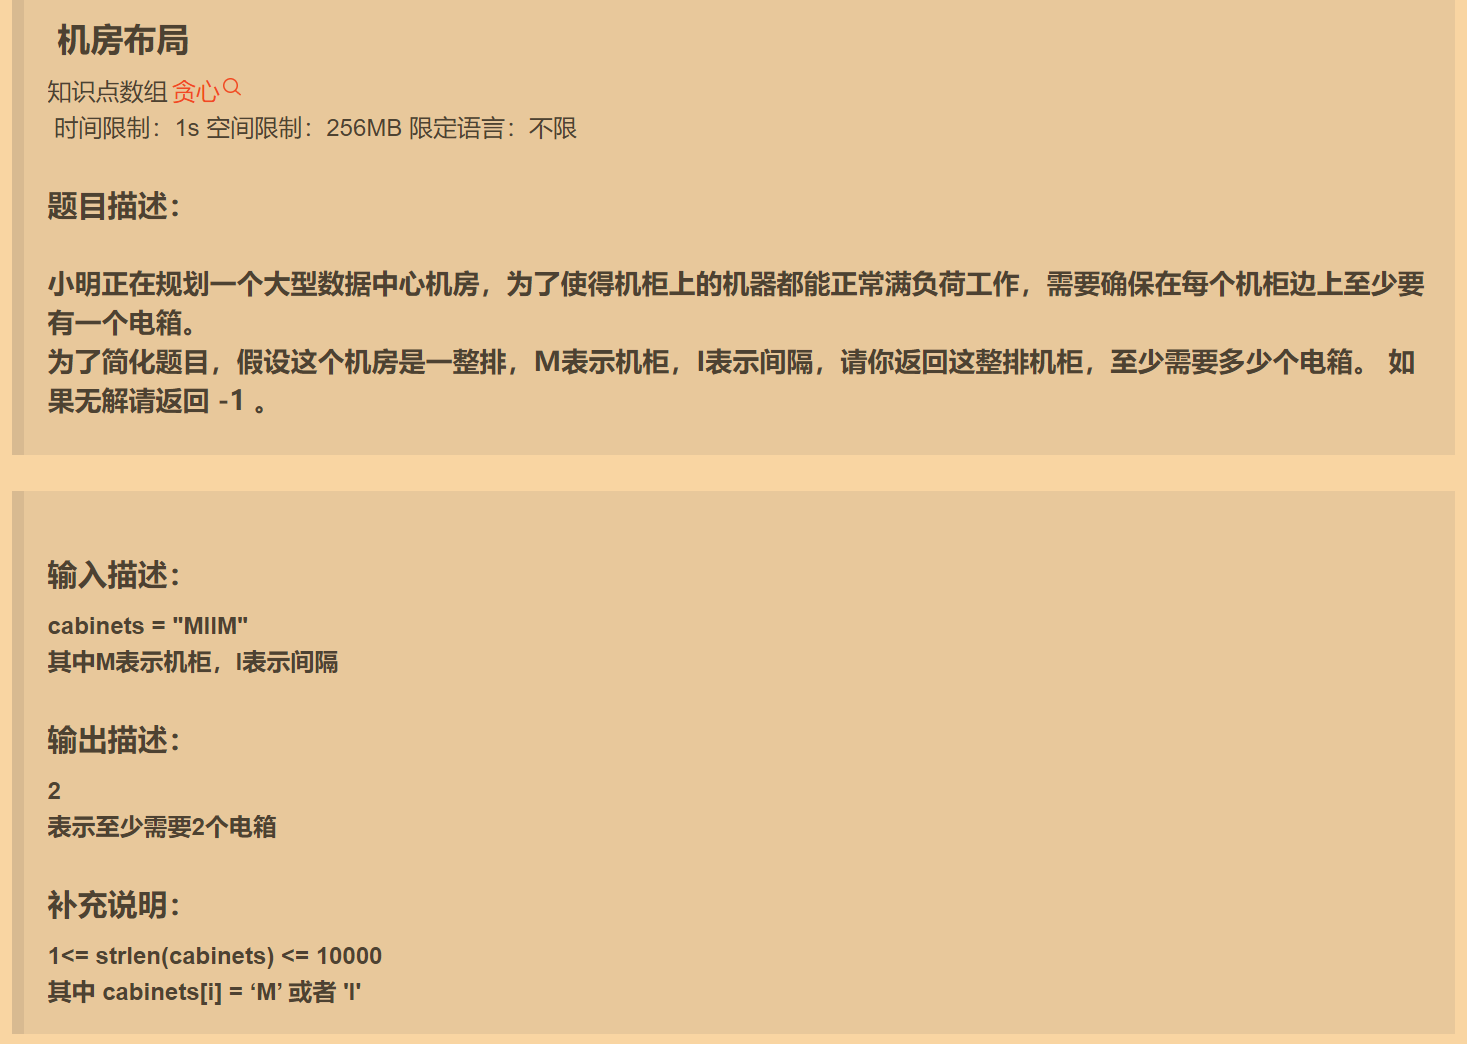 机房布局
知识点数组 贪心
时间限制：1s 空间限制：256MB 限定语言：不限
题目描述：
小明正在规划一个大型数据中心机房，为了使得机柜上的机器都能正常满负荷工作，需要确保在每个机柜边上至少要
有一个电箱。
为了简化题目，假设这个机房是一整排，M表示机柜，I表示间隔，请你返回这整排机柜，至少需要多少个电箱。 如
果无解请返回 -1 。
输入描述：
cabinets = "MIIM"
其中M表示机柜，I表示间隔
输出描述：
2
表示至少需要2个电箱
补充说明：
1<= strlen(cabinets) <= 10000
其中 cabinets[i] = ‘M’ 或者 'I'